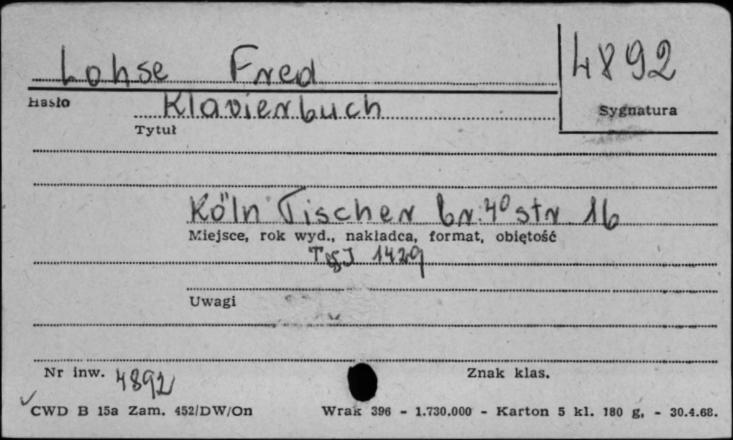 Lohse Fred
4892
Hasło
Klavierbuch
Sygnatura
Tytuł
Köln Tischer br. 4° str 16
Miejsce, rok wyd., nakładca, format, objętość
T&J 1429
Uwagi
Nr inw. 4892
Znak klas.
CWD B 15a Zam. 452/DW/On Wrak 396 - 1.730.000 - Karton 5 kl. 180 g. - 30.4.68.